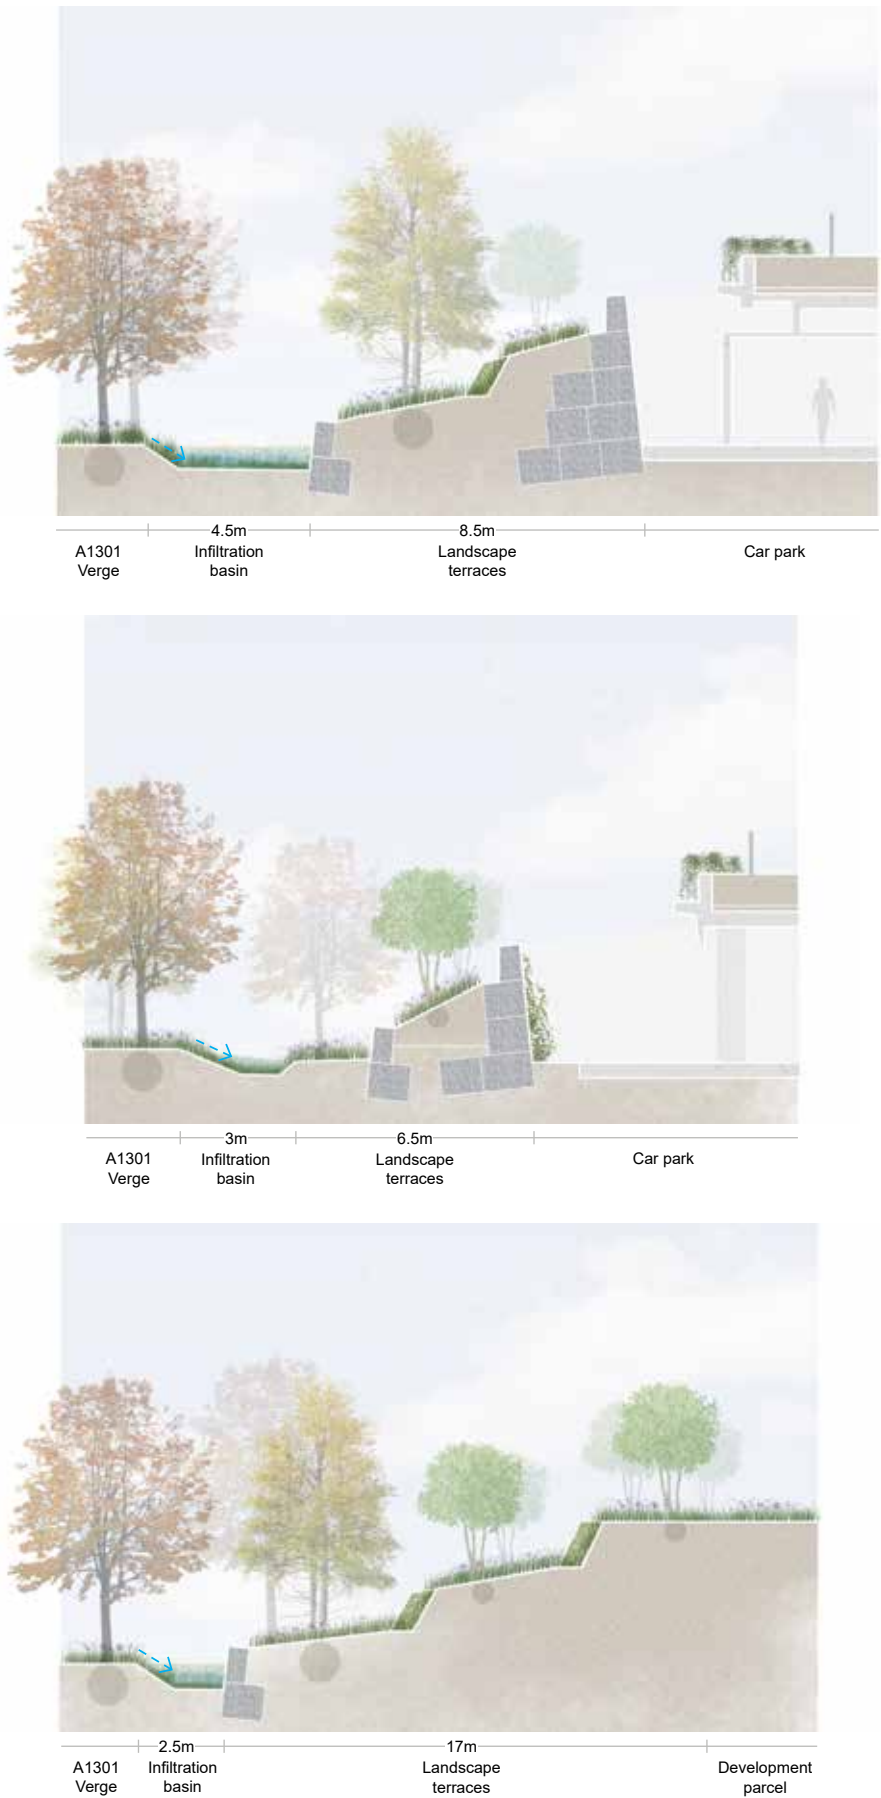 4.5m
8.5m
A1301
Verge
Infiltration
basin
Landscape
terraces
Car park
3m
6.5m
A1301
Verge
Infiltration
basin
Landscape
terraces
Car park
2.5m
17m
A1301
Verge
Infiltration
basin
Landscape
terraces
Development
parcel